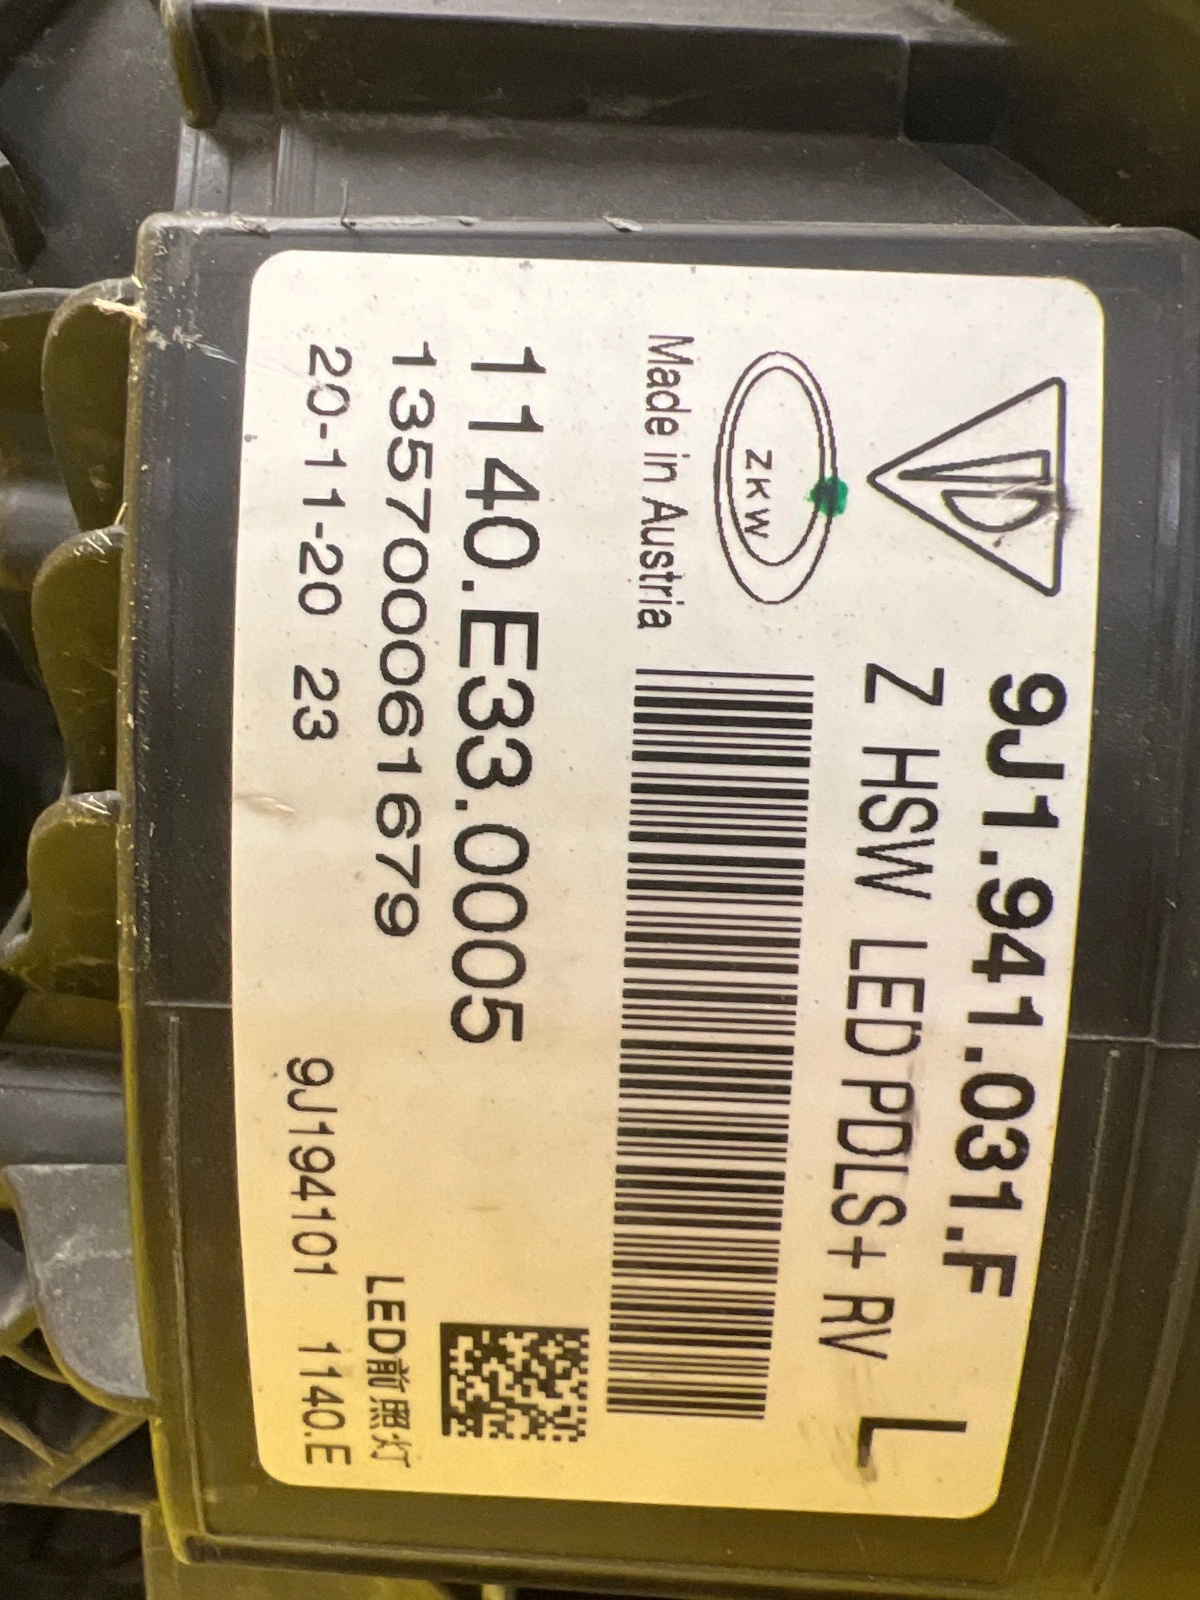 9J1.941.031.F
Z HSW LED PDLS+ RV
L
ZKW
Made in Austria
1140.E33.0005
135700061679
20-11-20 23
LED前照灯
9J194101 1140.E